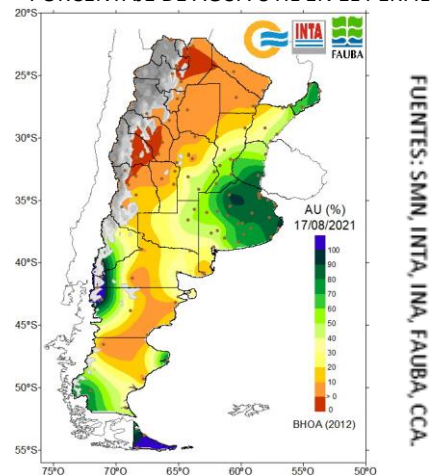 INTA
FAUBA
20°S
25°S
30°S
35°S
40°S
45°S
50°S
55°S
75°O
70°O
65°O
60°O
55°O
AU (%)
17/08/2021
100
90
80
70
60
50
40
30
20
10
> 0
0
BHOA (2012)
FUENTES: SMN, INTA, INA, FAUBA, CCA.